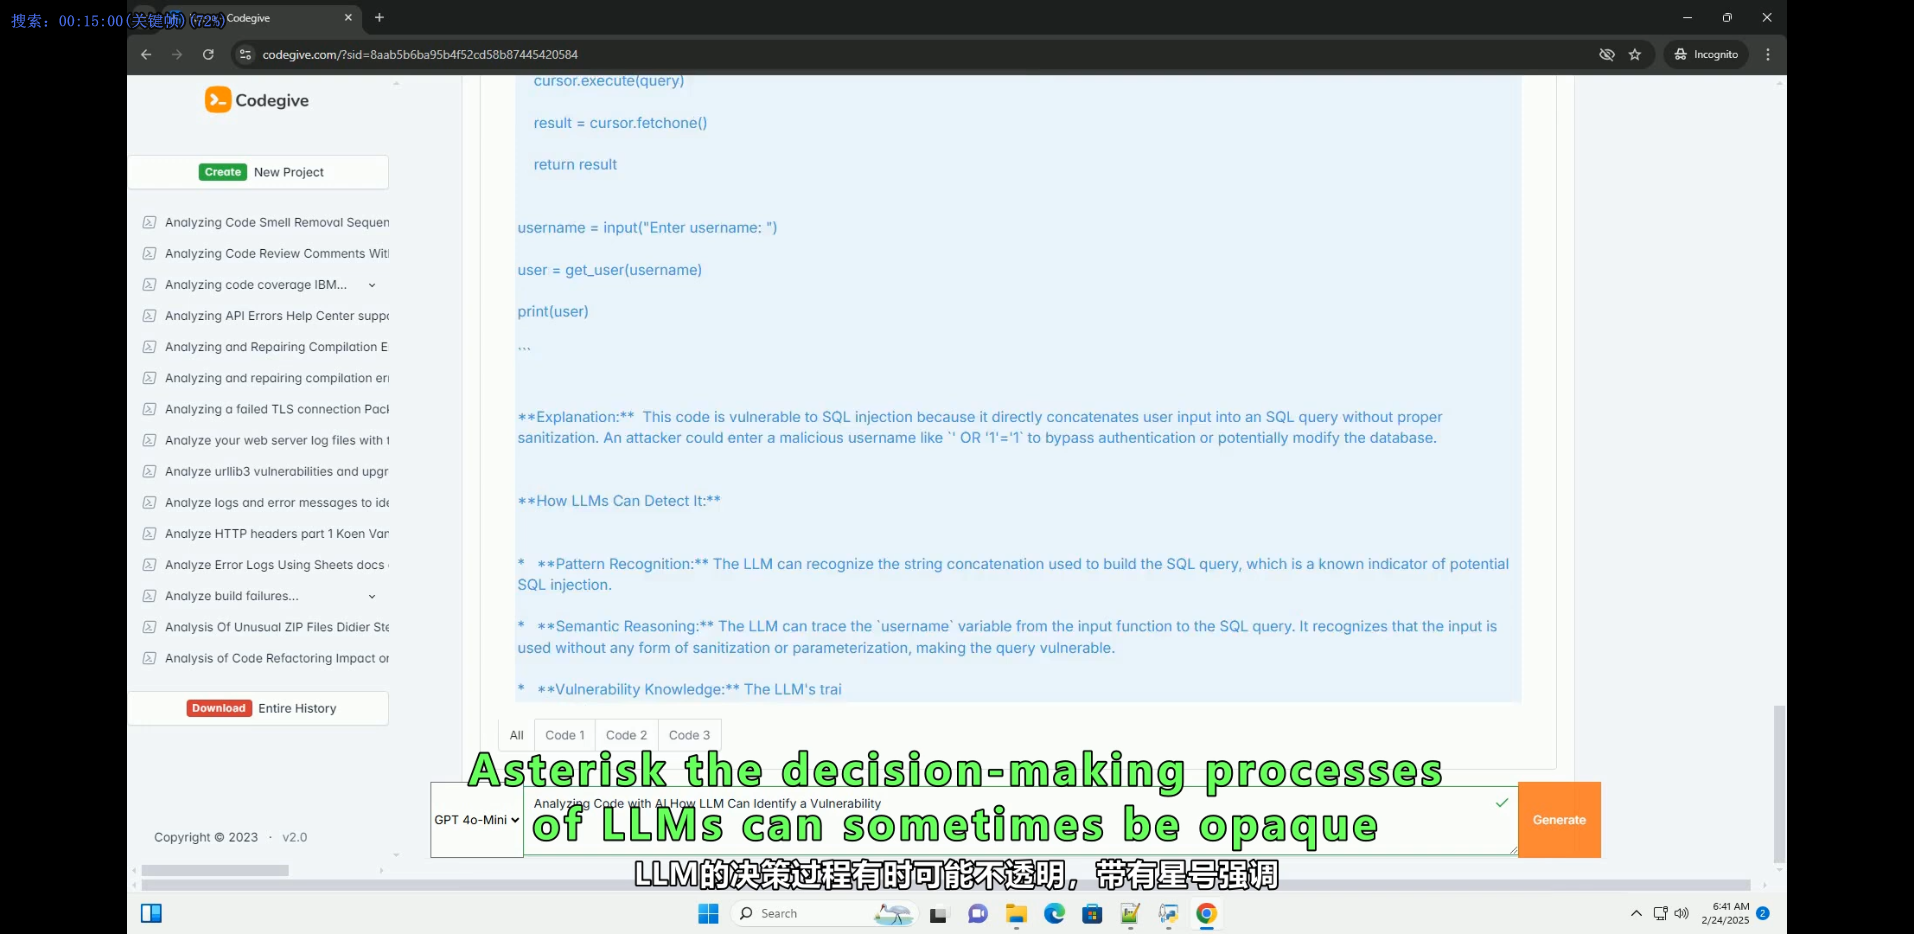 搜索: 00:15:00(关键帧)(72%)
Codegive
codegive.com/?sid=8aab5b6ba95b4f52cd58b87445420584
Incognito
Codegive
Create New Project
Analyzing Code Smell Removal Sequen
Analyzing Code Review Comments Wit
Analyzing code coverage IBM...
Analyzing API Errors Help Center supp
Analyzing and Repairing Compilation E
Analyzing and repairing compilation err
Analyzing a failed TLS connection Pack
Analyze your web server log files with t
Analyze urllib3 vulnerabilities and upgr
Analyze logs and error messages to ide
Analyze HTTP headers part 1 Koen Van
Analyze Error Logs Using Sheets docs
Analyze build failures...
Analysis Of Unusual ZIP Files Didier Ste
Analysis of Code Refactoring Impact on
Download Entire History
Copyright © 2023 · v2.0
cursor.execute(query)
result = cursor.fetchone()
return result
username = input("Enter username: ")
user = get_user(username)
print(user)
```
**Explanation:** This code is vulnerable to SQL injection because it directly concatenates user input into an SQL query without proper
sanitization. An attacker could enter a malicious username like `' OR '1'='1` to bypass authentication or potentially modify the database.
**How LLMs Can Detect It:**
* **Pattern Recognition:** The LLM can recognize the string concatenation used to build the SQL query, which is a known indicator of potential
SQL injection.
* **Semantic Reasoning:** The LLM can trace the `username` variable from the input function to the SQL query. It recognizes that the input is
used without any form of sanitization or parameterization, making the query vulnerable.
* **Vulnerability Knowledge:** The LLM's trai
All Code 1 Code 2 Code 3
Asterisk the decision-making processes
GPT 4o-Mini
Analyzing Code with AI.How LLM Can Identify a Vulnerability
Generate
of LLMs can sometimes be opaque
LLM的决策过程有时可能不透明，带有星号强调
Search
6:41 AM
2/24/2025
2